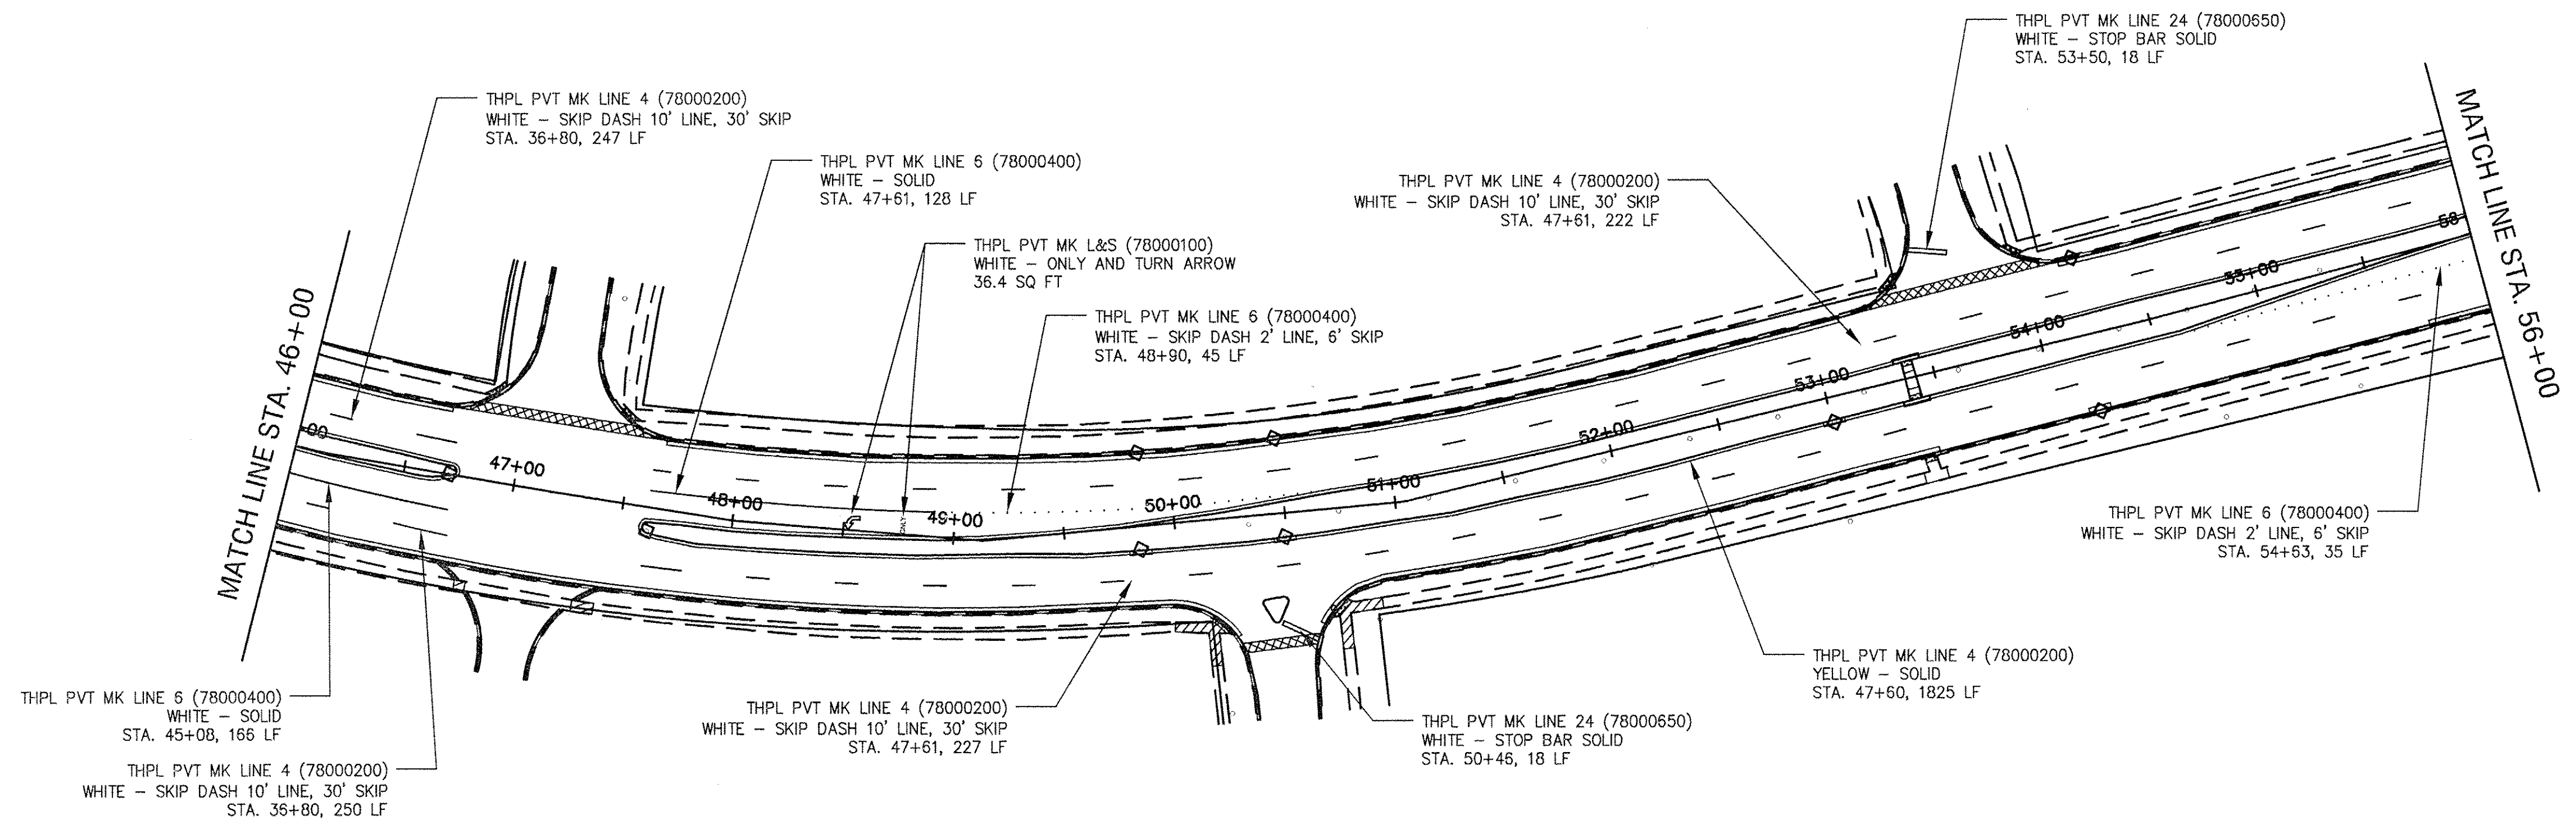 THPL PVT MK LINE 24 (78000650)
WHITE – STOP BAR SOLID
STA. 53+50, 18 LF
THPL PVT MK LINE 4 (78000200)
WHITE – SKIP DASH 10' LINE, 30' SKIP
STA. 36+80, 247 LF
THPL PVT MK LINE 6 (78000400)
WHITE – SOLID
STA. 47+61, 128 LF
THPL PVT MK LINE 4 (78000200)
WHITE – SKIP DASH 10' LINE, 30' SKIP
STA. 47+61, 222 LF
THPL PVT MK L&S (78000100)
WHITE – ONLY AND TURN ARROW
36.4 SQ FT
THPL PVT MK LINE 6 (78000400)
WHITE – SKIP DASH 2' LINE, 6' SKIP
STA. 48+90, 45 LF
MATCH LINE STA. 46+00
MATCH LINE STA. 56+00
00
47+00
48+00
ONLY
49+00
50+00
51+00
52+00
53+00
54+00
55+00
56
THPL PVT MK LINE 6 (78000400)
WHITE – SKIP DASH 2' LINE, 6' SKIP
STA. 54+63, 35 LF
THPL PVT MK LINE 4 (78000200)
YELLOW – SOLID
STA. 47+60, 1825 LF
THPL PVT MK LINE 6 (78000400)
WHITE – SOLID
STA. 45+08, 166 LF
THPL PVT MK LINE 4 (78000200)
WHITE – SKIP DASH 10' LINE, 30' SKIP
STA. 47+61, 227 LF
THPL PVT MK LINE 24 (78000650)
WHITE – STOP BAR SOLID
STA. 50+46, 18 LF
THPL PVT MK LINE 4 (78000200)
WHITE – SKIP DASH 10' LINE, 30' SKIP
STA. 36+80, 250 LF